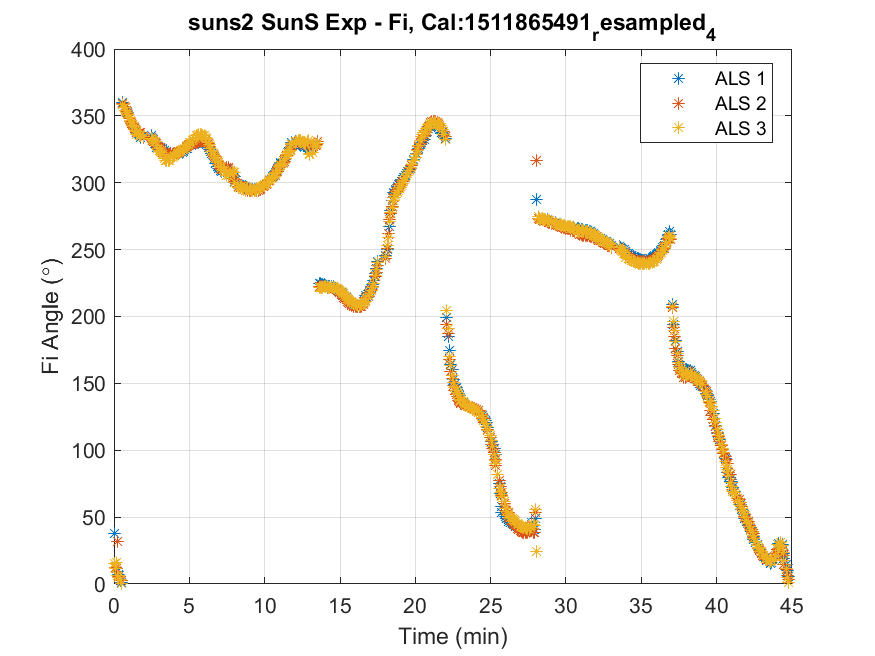 suns2 SunS Exp - Fi, Cal:1511865491_resampled_4
400
350
300
250
200
150
100
50
0
Fi Angle (°)
ALS 1
ALS 2
ALS 3
0 5 10 15 20 25 30 35 40 45
Time (min)